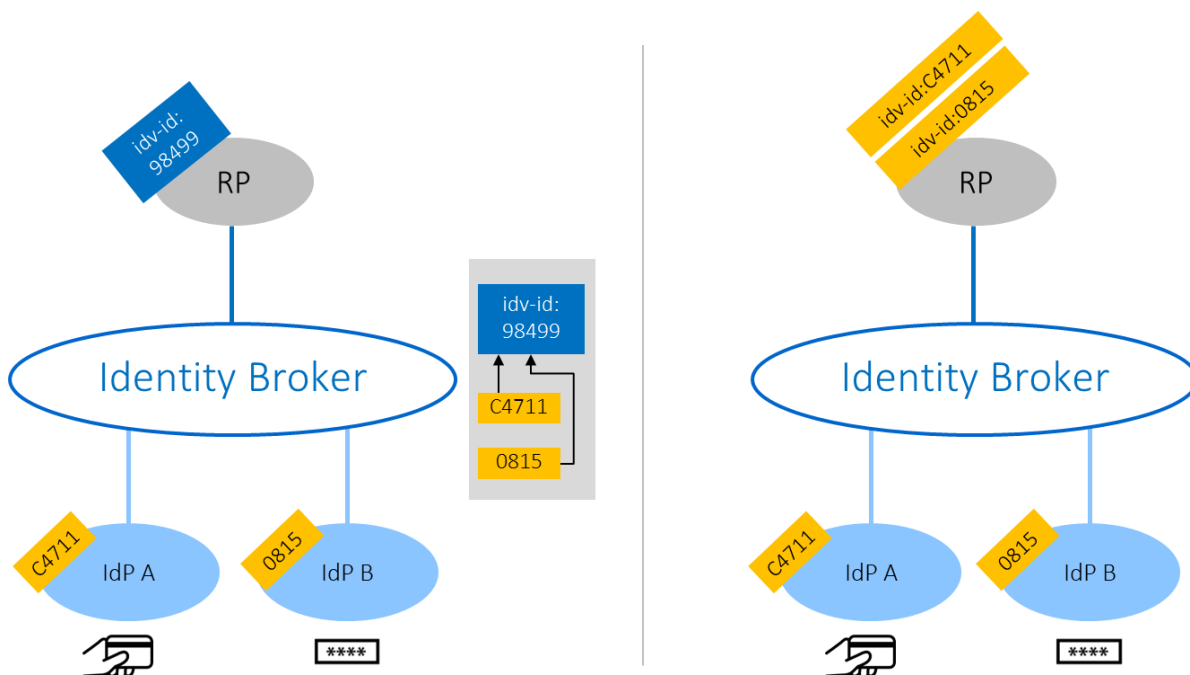 idv-id:
98499
RP
idv-id:
98499
Identity Broker
C4711
0815
C4711
IdP A
0815
IdP B
****
idv-id:C4711
idv-id:0815
RP
Identity Broker
C4711
IdP A
0815
IdP B
****